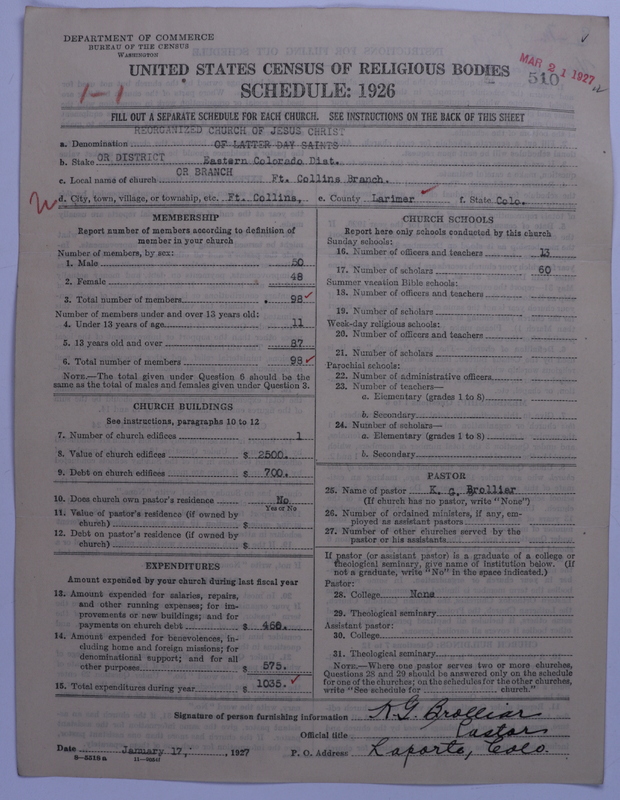 DEPARTMENT OF COMMERCE
BUREAU OF THE CENSUS
WASHINGTON
MAR 21 1927
510
UNITED STATES CENSUS OF RELIGIOUS BODIES
1-1
SCHEDULE: 1926
FILL OUT A SEPARATE SCHEDULE FOR EACH CHURCH. SEE INSTRUCTIONS ON THE BACK OF THIS SHEET
REORGANIZED CHURCH OF JESUS CHRIST
a. Denomination OF LATTER DAY SAINTS
b. Stake OR DISTRICT Eastern Colorado Dist.
OR BRANCH
c. Local name of church Ft. Collins Branch.
d. City, town, village, or township, etc. Ft. Collins, e. County Larimer f. State Colo.
MEMBERSHIP
Report number of members according to definition of
member in your church
Number of members, by sex:
1. Male 50
2. Female 48
3. Total number of members 98
Number of members under and over 13 years old:
4. Under 13 years of age 11
5. 13 years old and over 87
6. Total number of members 98
NOTE.—The total given under Question 6 should be the
same as the total of males and females given under Question 3.
CHURCH BUILDINGS
See instructions, paragraphs 10 to 12
7. Number of church edifices 1
8. Value of church edifices $ 2500.
9. Debt on church edifices $ 700.
10. Does church own pastor's residence No
Yes or No
11. Value of pastor's residence (if owned by
church) $
12. Debt on pastor's residence (if owned by
church) $
EXPENDITURES
Amount expended by your church during last fiscal year
13. Amount expended for salaries, repairs,
and other running expenses; for im-
provements or new buildings; and for
payments on church debt $ 460.
14. Amount expended for benevolences, in-
cluding home and foreign missions; for
denominational support; and for all
other purposes $ 575.
15. Total expenditures during year $ 1035.
CHURCH SCHOOLS
Report here only schools conducted by this church
Sunday schools:
16. Number of officers and teachers 13
17. Number of scholars 60
Summer vacation Bible schools:
18. Number of officers and teachers
19. Number of scholars
Week-day religious schools:
20. Number of officers and teachers
21. Number of scholars
Parochial schools:
22. Number of administrative officers
23. Number of teachers—
a. Elementary (grades 1 to 8)
b. Secondary
24. Number of scholars—
a. Elementary (grades 1 to 8)
b. Secondary
PASTOR
25. Name of pastor K. G. Brolliar
(If church has no pastor, write "None")
26. Number of ordained ministers, if any, em-
ployed as assistant pastors
27. Number of other churches served by the
pastor or his assistants
If pastor (or assistant pastor) is a graduate of a college or
theological seminary, give name of institution below. (If
not a graduate, write "No" in the space indicated.)
Pastor:
28. College None
29. Theological seminary
Assistant pastor:
30. College
31. Theological seminary
NOTE.—Where one pastor serves two or more churches,
Questions 28 and 29 should be answered only on the schedule
for one of the churches; on the schedules for the other churches,
write "See schedule for church."
Signature of person furnishing information K. G. Brolliar
Official title Pastor
Date January 17, 1927 P. O. Address Laporte, Colo.
8-5518a